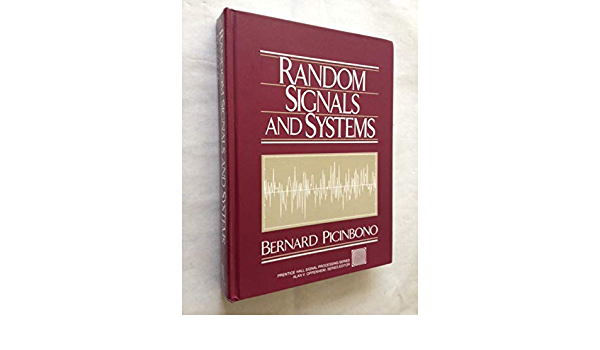 RANDOM SIGNALS AND SYSTEMS
RANDOM
SIGNALS
AND SYSTEMS
BERNARD PICINBONO
PRENTICE HALL SIGNAL PROCESSING SERIES
ALAN V. OPPENHEIM, SERIES EDITOR